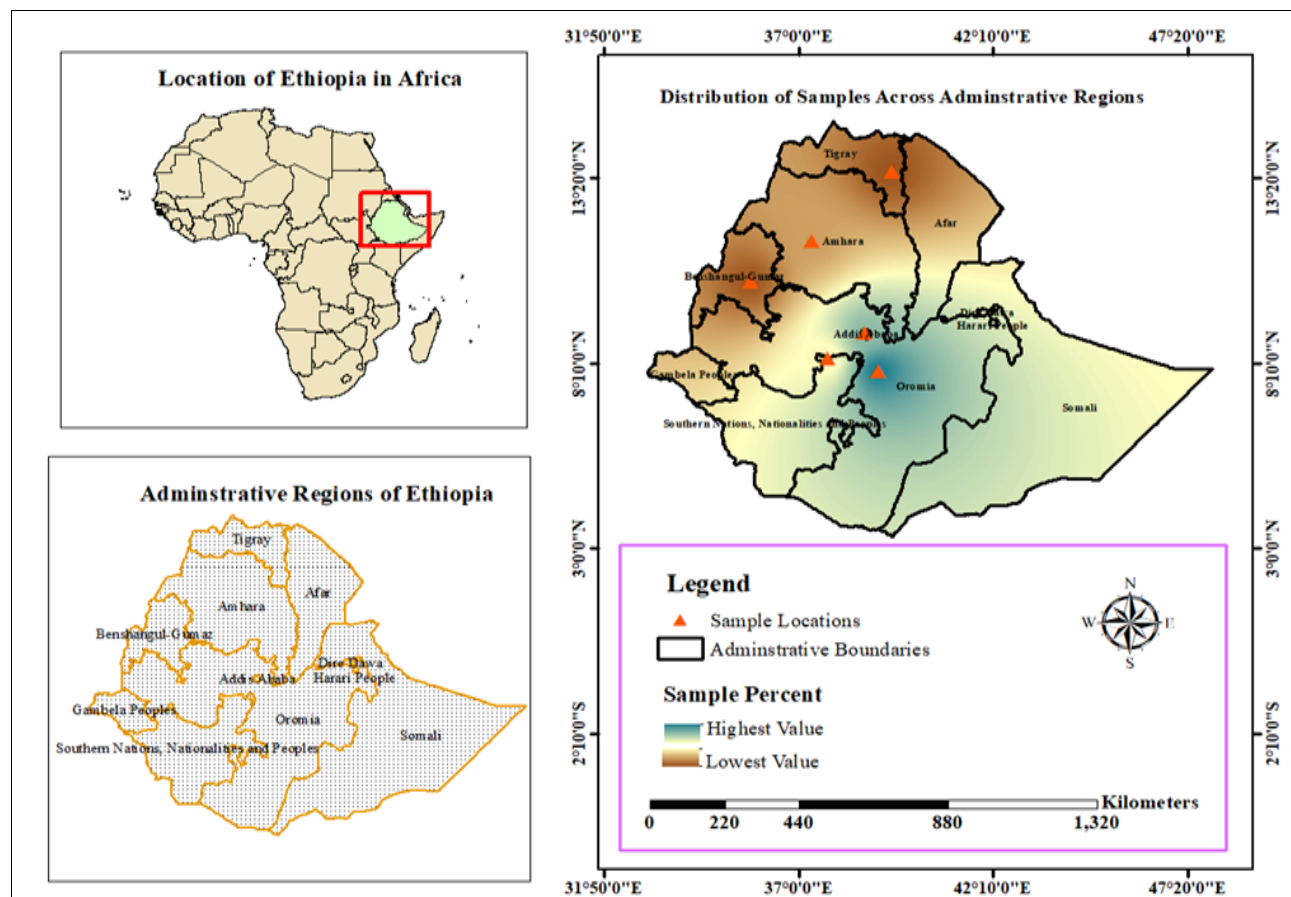 Location of Ethiopia in Africa
Adminstrative Regions of Ethiopia
Tigray
Afar
Amhara
Benshangul-Gumaz
Dire Dawa
Addis Ababa
Harari People
Gambela Peoples
Oromia
Somali
Southern Nations, Nationalities and Peoples
31°50'0"E
37°0'0"E
42°10'0"E
47°20'0"E
Distribution of Samples Across Adminstrative Regions
13°20'0"N
13°20'0"N
8°10'0"N
8°10'0"N
3°0'0"N
3°0'0"N
2°10'0"S
2°10'0"S
Tigray
Afar
Amhara
Benshangul-Gumaz
Dire Dawa
Harari People
Addis Ababa
Gambela Peoples
Oromia
Somali
Southern Nations, Nationalities and Peoples
Legend
Sample Locations
Adminstrative Boundaries
Sample Percent
Highest Value
Lowest Value
N
W
E
S
Kilometers
0
220
440
880
1,320
31°50'0"E
37°0'0"E
42°10'0"E
47°20'0"E